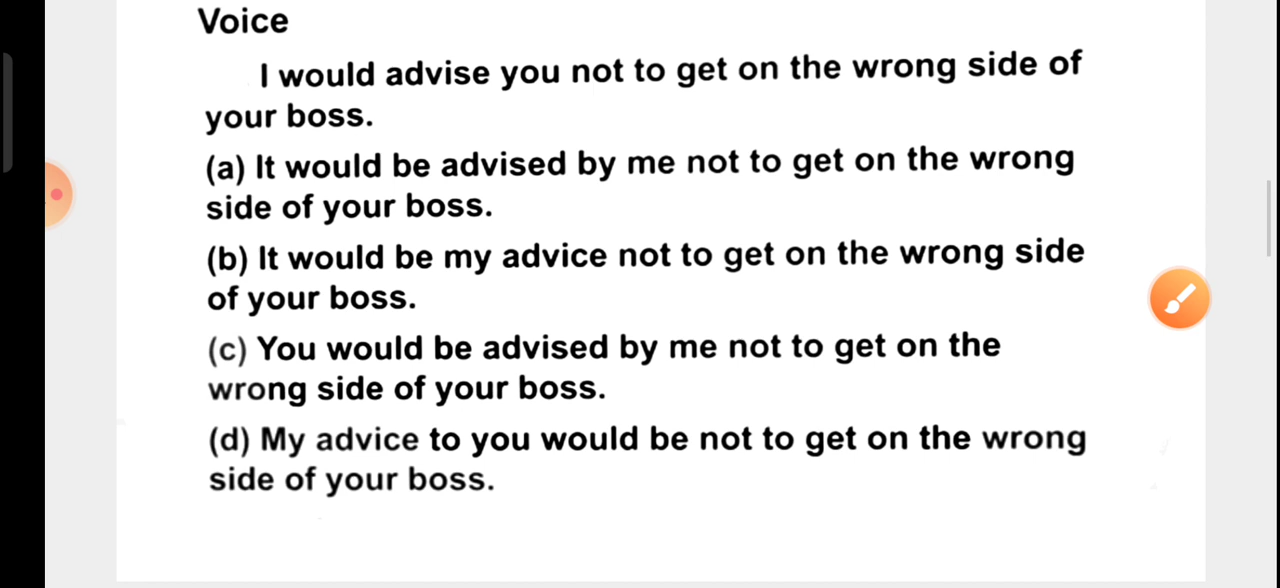 Voice
I would advise you not to get on the wrong side of
your boss.
(a) It would be advised by me not to get on the wrong
side of your boss.
(b) It would be my advice not to get on the wrong side
of your boss.
(c) You would be advised by me not to get on the
wrong side of your boss.
(d) My advice to you would be not to get on the wrong
side of your boss.